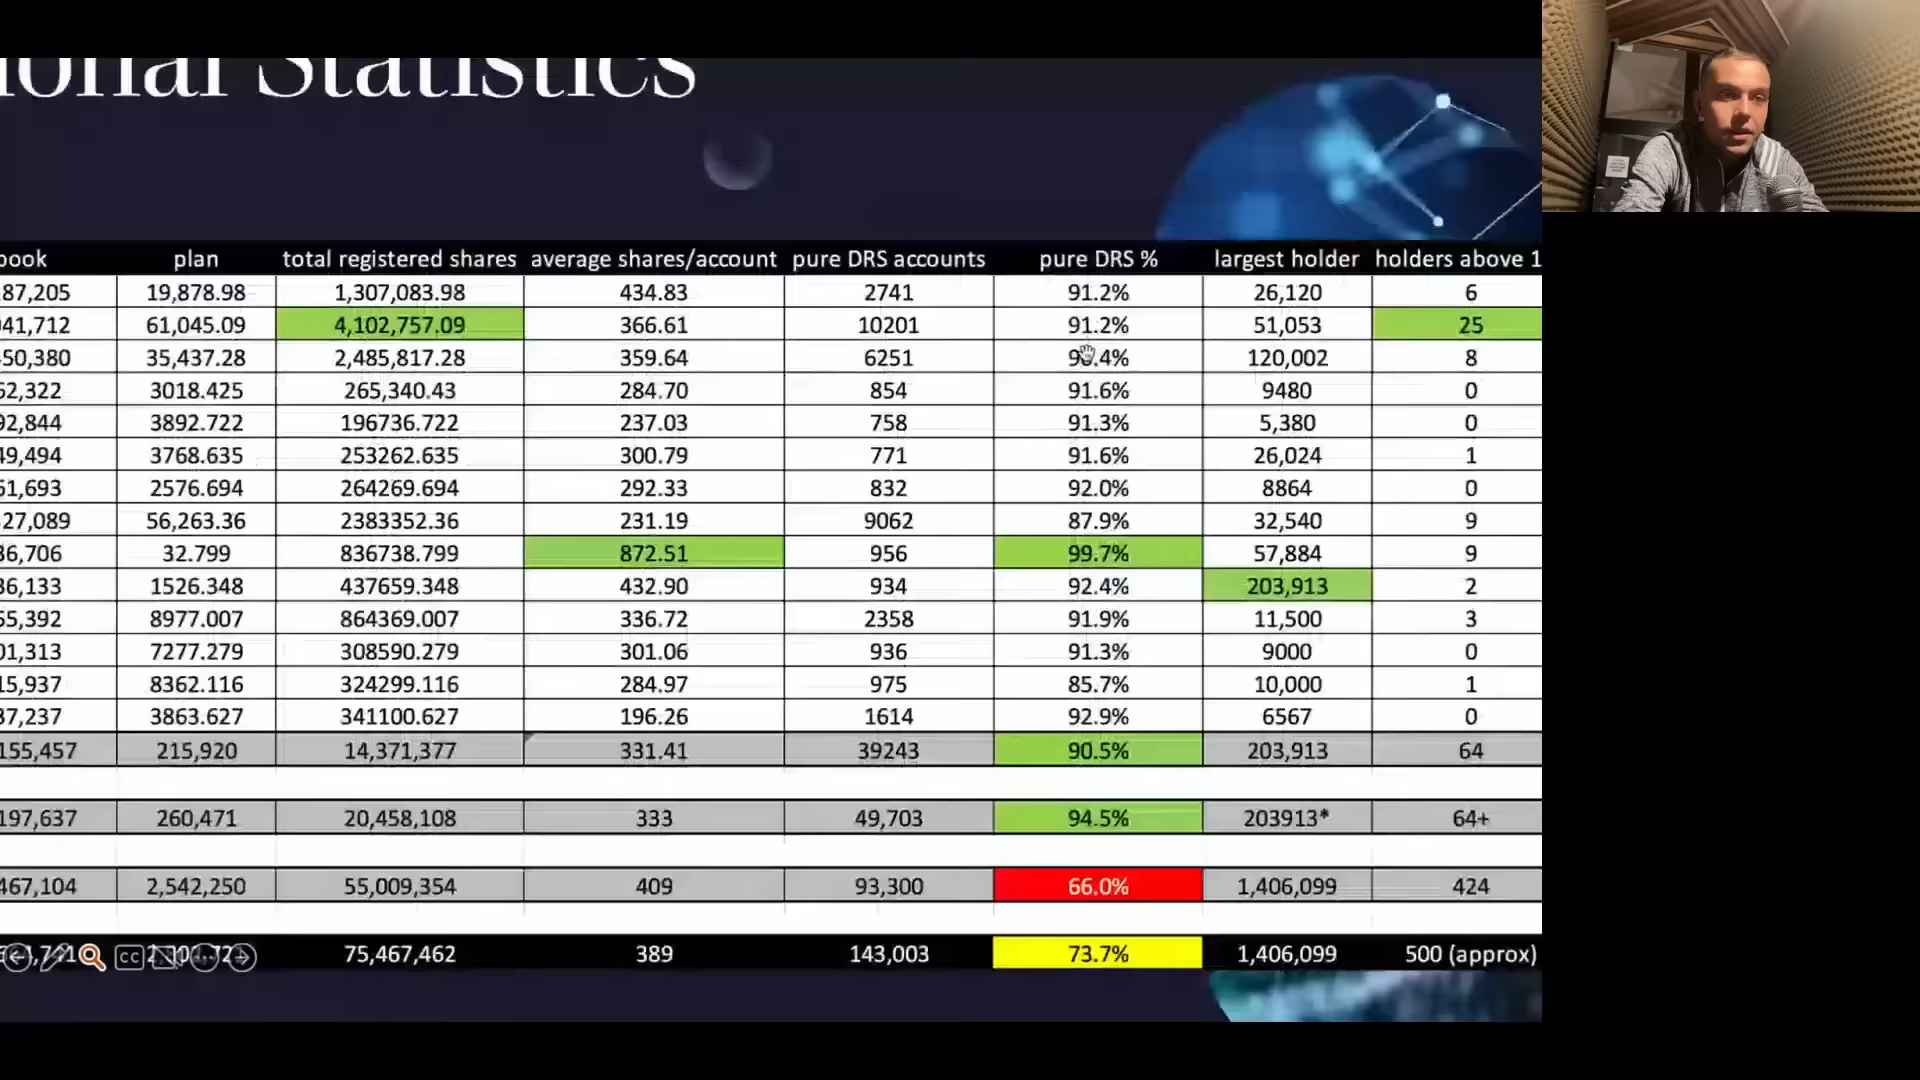 ional Statistics
book plan total registered shares average shares/account pure DRS accounts pure DRS % largest holder holders above 1
87,205 19,878.98 1,307,083.98 434.83 2741 91.2% 26,120 6
41,712 61,045.09 4,102,757.09 366.61 10201 91.2% 51,053 25
50,380 35,437.28 2,485,817.28 359.64 6251 120,002 8
62,322 3018.425 265,340.43 284.70 854 91.6% 9480 0
92,844 3892.722 196736.722 237.03 758 91.3% 5,380 0
49,494 3768.635 253262.635 300.79 771 91.6% 26,024 1
61,693 2576.694 264269.694 292.33 832 92.0% 8864 0
27,089 56,263.36 2383352.36 231.19 9062 87.9% 32,540 9
36,706 32.799 836738.799 872.51 956 99.7% 57,884 9
36,133 1526.348 437659.348 432.90 934 92.4% 203,913 2
55,392 8977.007 864369.007 336.72 2358 91.9% 11,500 3
01,313 7277.279 308590.279 301.06 936 91.3% 9000 0
15,937 8362.116 324299.116 284.97 975 85.7% 10,000 1
37,237 3863.627 341100.627 196.26 1614 92.9% 6567 0
155,457 215,920 14,371,377 331.41 39243 90.5% 203,913 64
197,637 260,471 20,458,108 333 49,703 94.5% 203913* 64+
467,104 2,542,250 55,009,354 409 93,300 66.0% 1,406,099 424
CC 75,467,462 389 143,003 73.7% 1,406,099 500 (approx)